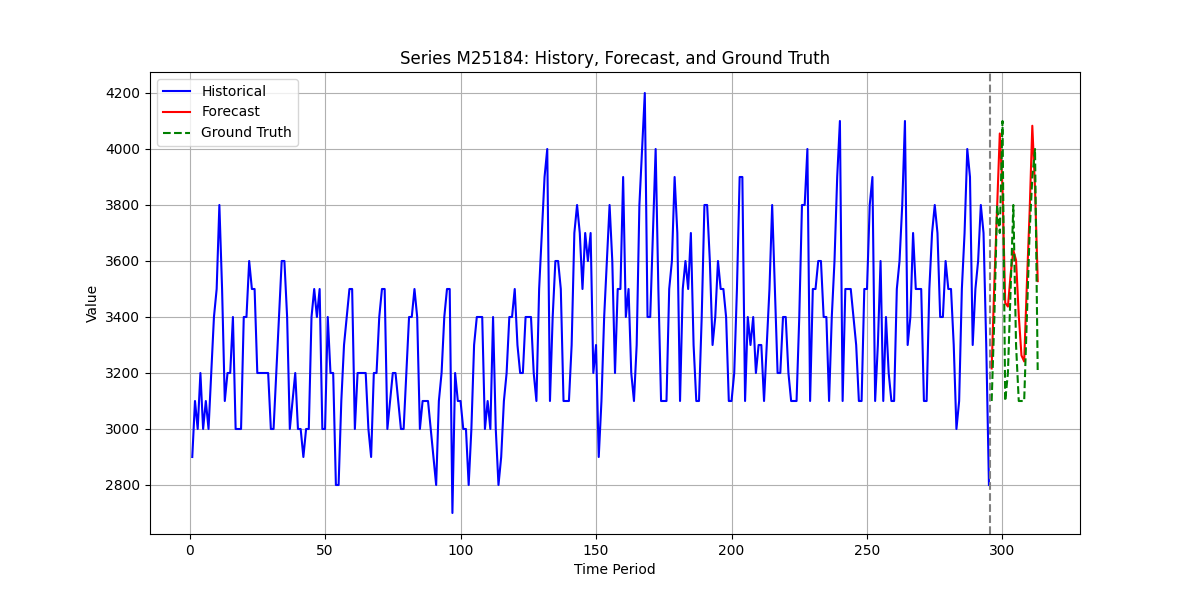 Series M25184: History, Forecast, and Ground Truth
Historical
Forecast
Ground Truth
4200
4000
3800
3600
3400
3200
3000
2800
Value
0 50 100 150 200 250 300
Time Period